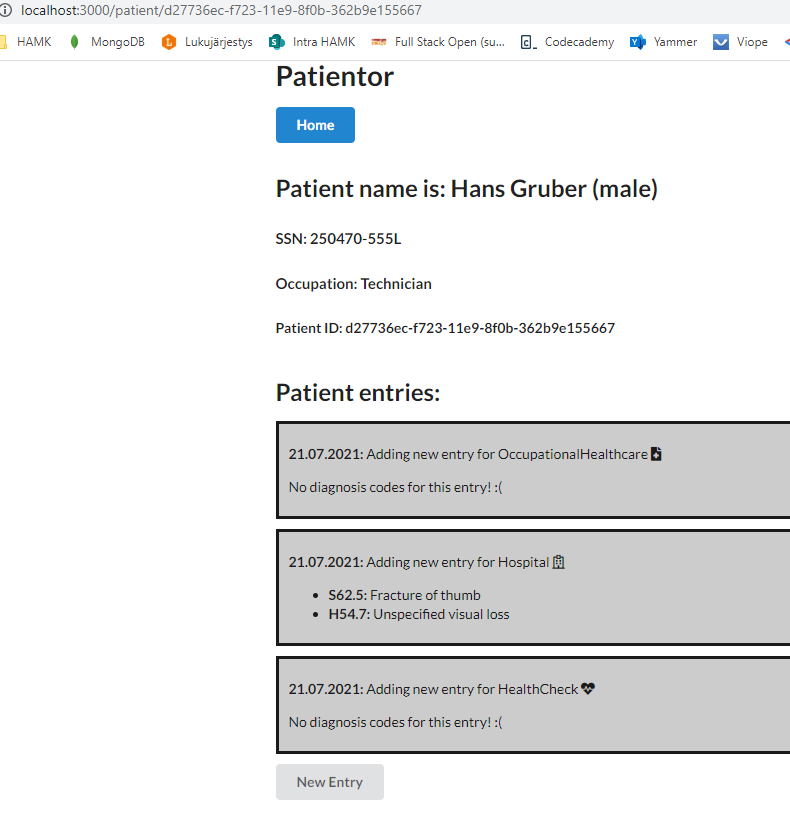 localhost:3000/patient/d27736ec-f723-11e9-8f0b-362b9e155667
HAMK MongoDB Lukujärjestys Intra HAMK Full Stack Open (su... Codecademy Yammer Viope
Patientor
Home
Patient name is: Hans Gruber (male)
SSN: 250470-555L
Occupation: Technician
Patient ID: d27736ec-f723-11e9-8f0b-362b9e155667
Patient entries:
21.07.2021: Adding new entry for OccupationalHealthcare
No diagnosis codes for this entry! :(
21.07.2021: Adding new entry for Hospital
S62.5: Fracture of thumb
H54.7: Unspecified visual loss
21.07.2021: Adding new entry for HealthCheck
No diagnosis codes for this entry! :(
New Entry